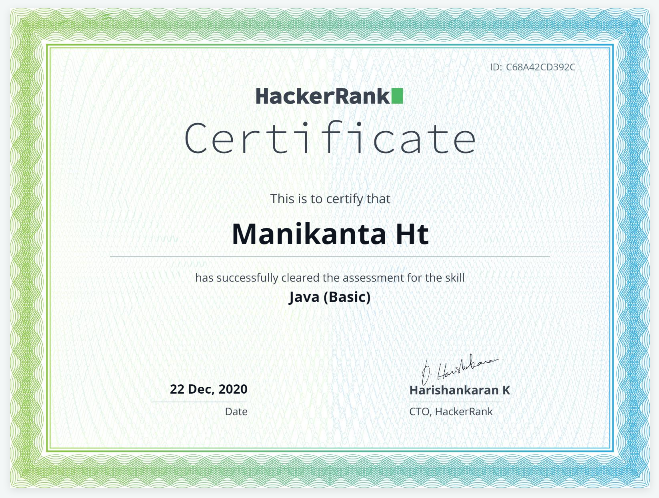 ID: C68A42CD392C
HackerRank
Certificate
This is to certify that
Manikanta Ht
has successfully cleared the assessment for the skill
Java (Basic)
22 Dec, 2020
Date
Harishankaran K
CTO, HackerRank